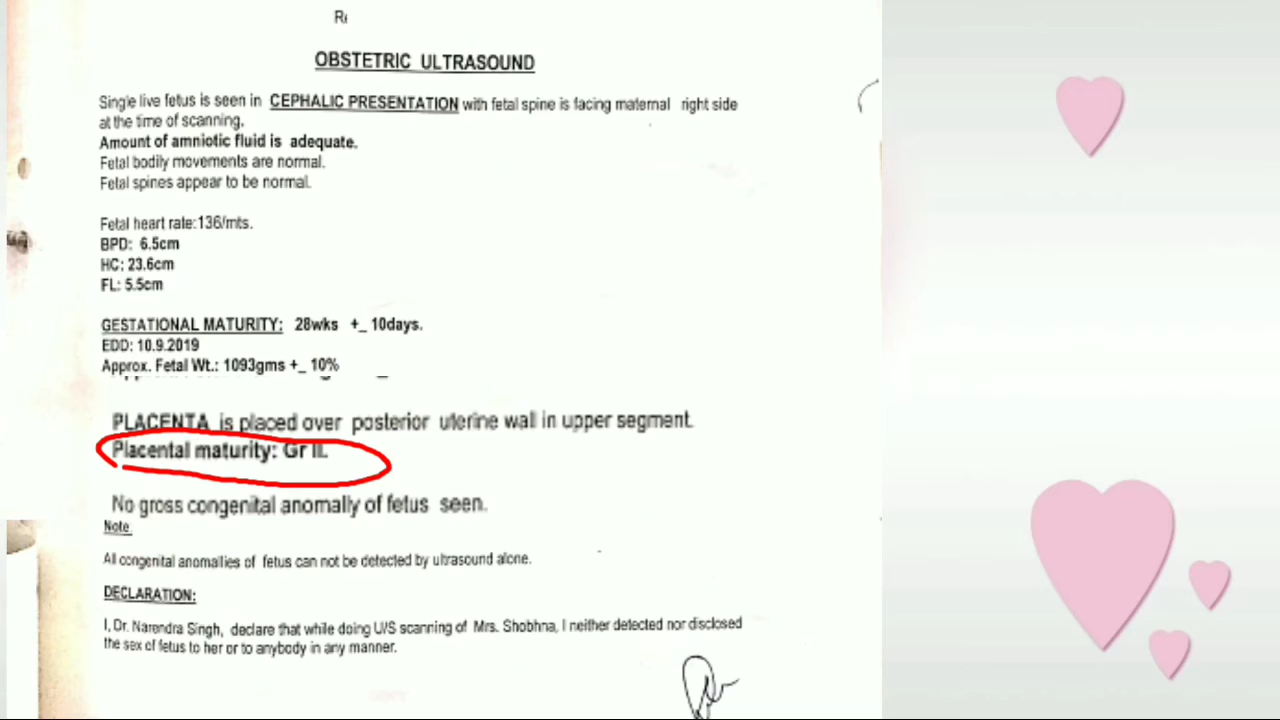 OBSTETRIC ULTRASOUND
Single live fetus is seen in CEPHALIC PRESENTATION with fetal spine is facing maternal right side
at the time of scanning.
Amount of amniotic fluid is adequate.
Fetal bodily movements are normal.
Fetal spines appear to be normal.
Fetal heart rate:136/mts.
BPD: 6.5cm
HC: 23.6cm
FL: 5.5cm
GESTATIONAL MATURITY: 28wks +_ 10days.
EDD: 10.9.2019
Approx. Fetal Wt.: 1093gms +_ 10%
PLACENTA is placed over posterior uterine wall in upper segment.
Placental maturity: Gr II.
No gross congenital anomally of fetus seen.
Note:
All congenital anomallies of fetus can not be detected by ultrasound alone.
DECLARATION:
I, Dr. Narendra Singh, declare that while doing U/S scanning of Mrs. Shobhna, I neither detected nor disclosed
the sex of fetus to her or to anybody in any manner.